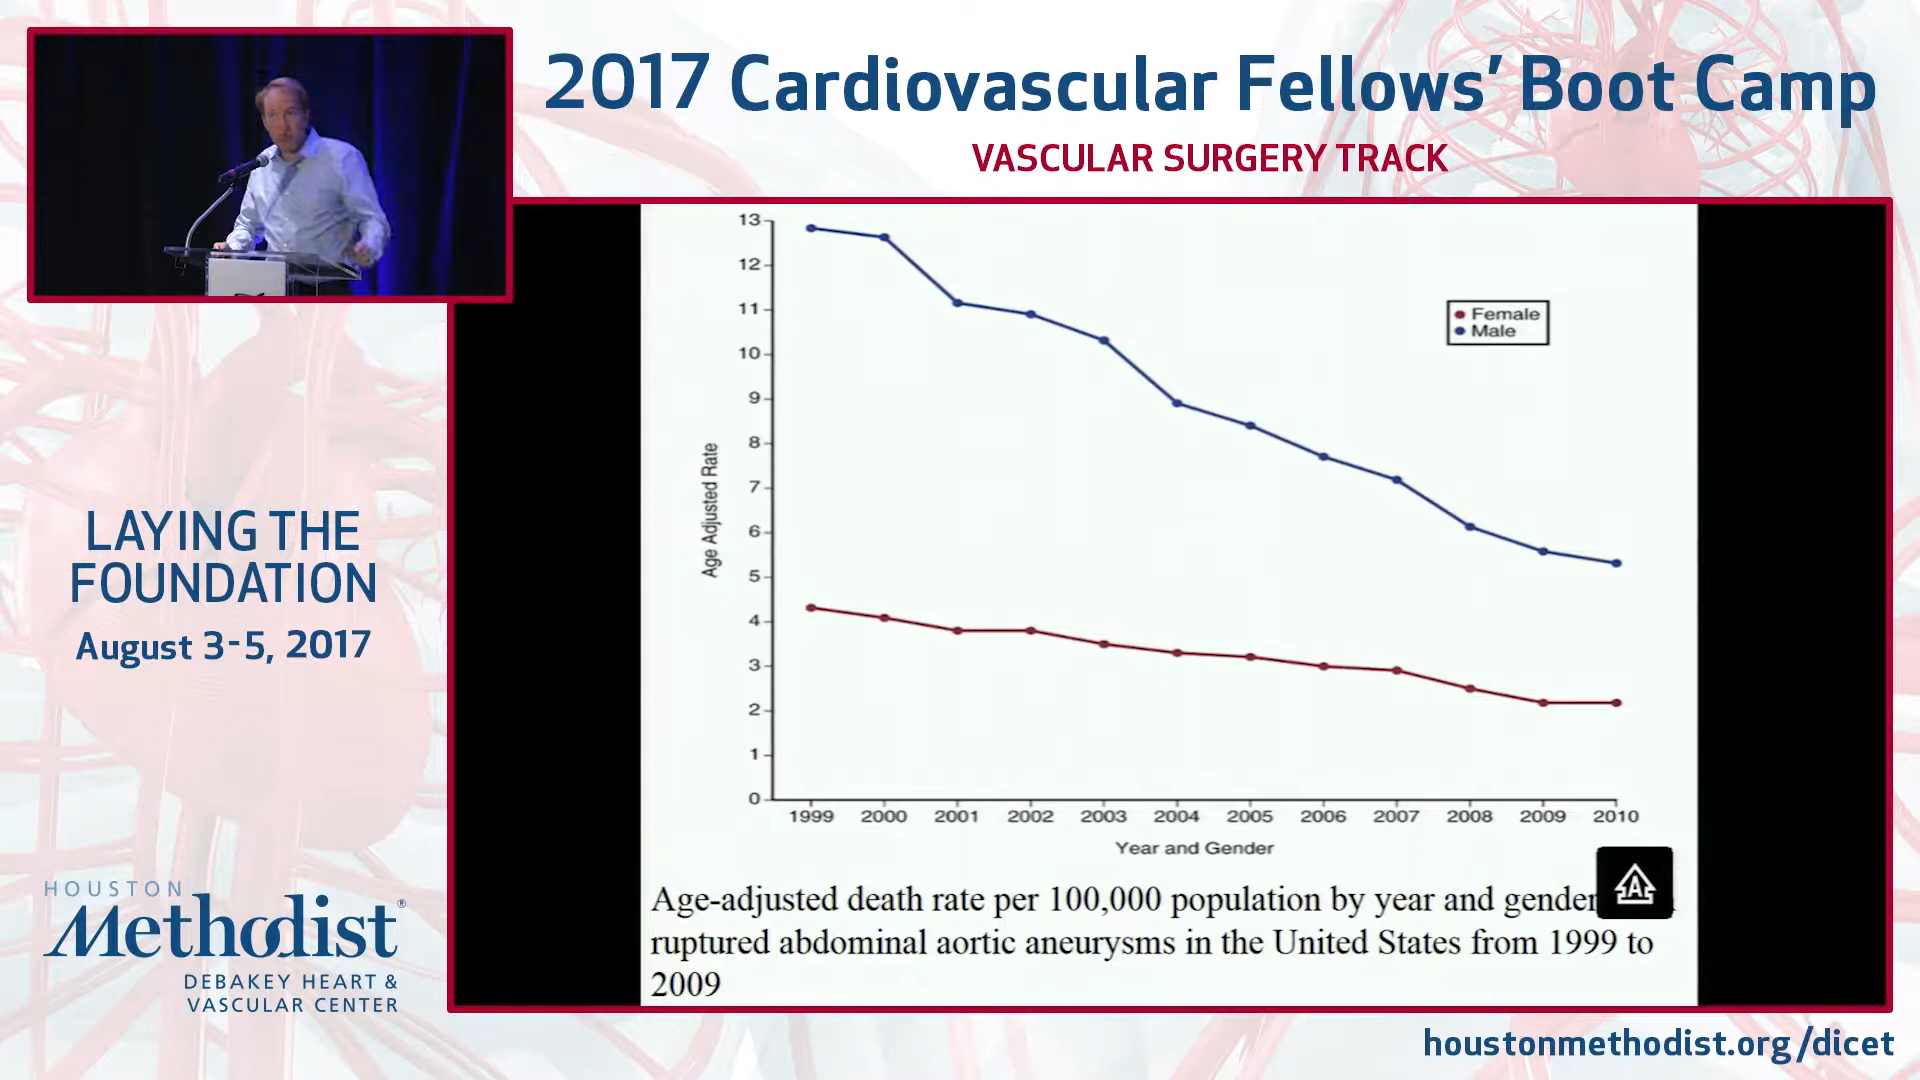 2017 Cardiovascular Fellows’ Boot Camp
VASCULAR SURGERY TRACK
LAYING THE
FOUNDATION
August 3-5, 2017
HOUSTON
Methodist®
DEBAKEY HEART &
VASCULAR CENTER
13
12
11
10
9
8
7
6
5
4
3
2
1
0
Age Adjusted Rate
Female
Male
1999 2000 2001 2002 2003 2004 2005 2006 2007 2008 2009 2010
Year and Gender
A
Age-adjusted death rate per 100,000 population by year and gender
ruptured abdominal aortic aneurysms in the United States from 1999 to
2009
houstonmethodist.org/dicet